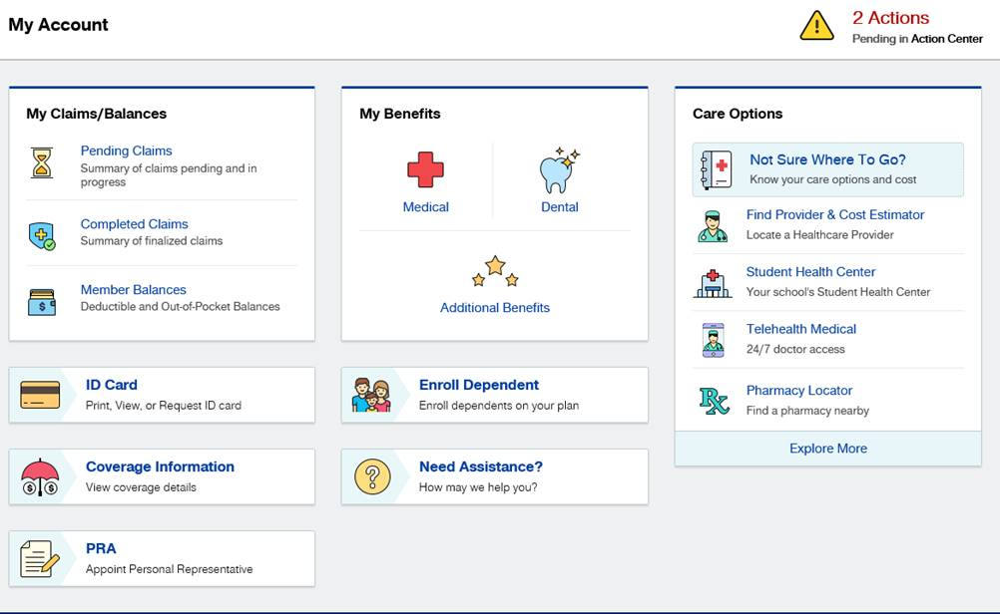 My Account
2 Actions
Pending in Action Center
My Claims/Balances
Pending Claims
Summary of claims pending and in
progress
Completed Claims
Summary of finalized claims
Member Balances
Deductible and Out-of-Pocket Balances
My Benefits
Medical
Dental
Additional Benefits
Care Options
Not Sure Where To Go?
Know your care options and cost
Find Provider & Cost Estimator
Locate a Healthcare Provider
Student Health Center
Your school's Student Health Center
Telehealth Medical
24/7 doctor access
Pharmacy Locator
Find a pharmacy nearby
Explore More
ID Card
Print, View, or Request ID card
Enroll Dependent
Enroll dependents on your plan
Coverage Information
View coverage details
Need Assistance?
How may we help you?
PRA
Appoint Personal Representative